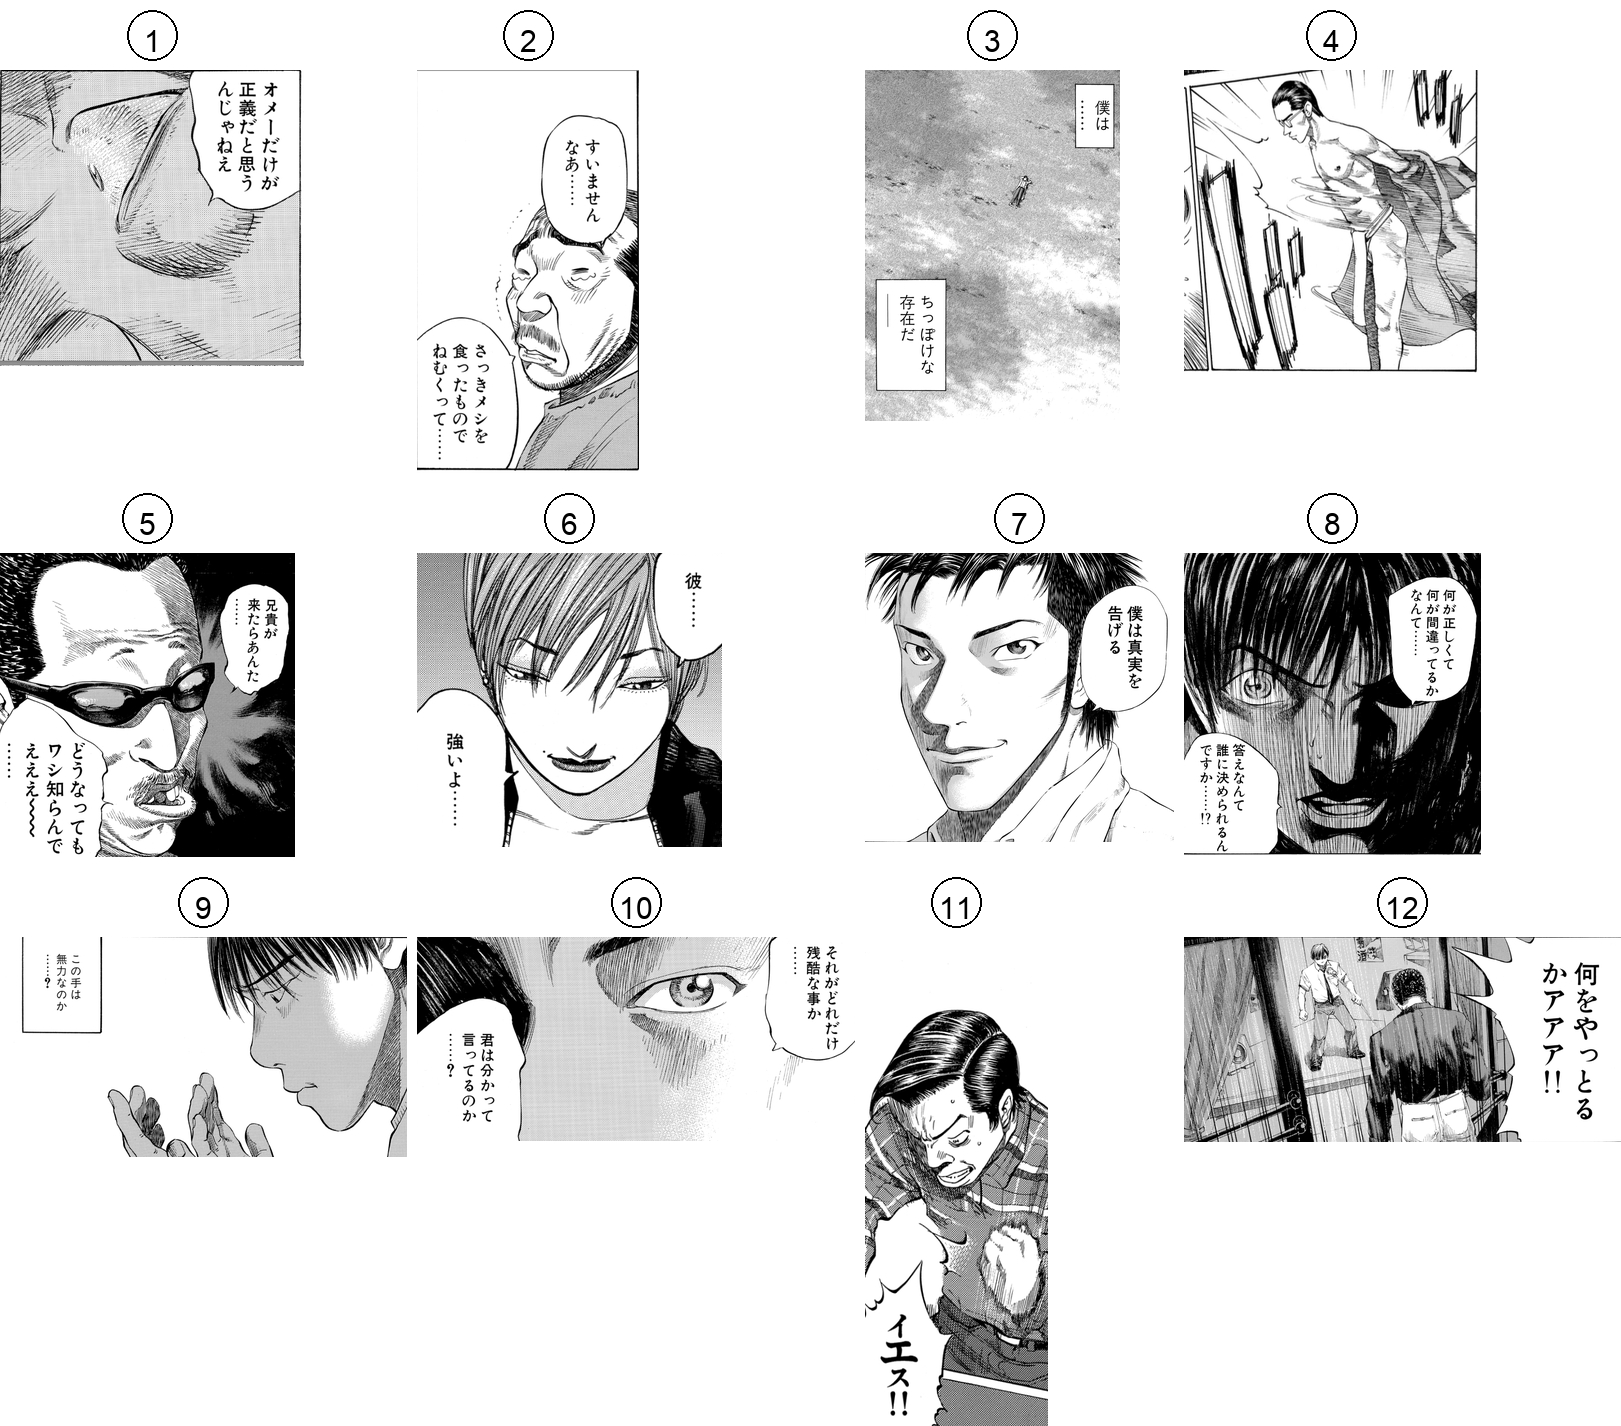 1
オメーだけが
正義だと思う
んじゃねえ
2
すいません
なあ……
さっきメシを
食ったもので
ねむくって……
3
僕は
……
ちっぽけな
存在だ
――
4
5
兄貴が
来たらあんた
……
どうなっても
ワシ知らんで
えええ〜〜〜
……
6
彼……
強いよ……
7
僕は真実を
告げる
8
何が正しくて
何が間違ってるか
なんて……
答えなんて
誰に決められるん
ですか……!?
9
この手は
無力なのか
……?
10
それがどれだけ
残酷な事か
……
君は分かって
言ってるのか
……?
11
イエス!!
12
何をやっとる
かアアア!!